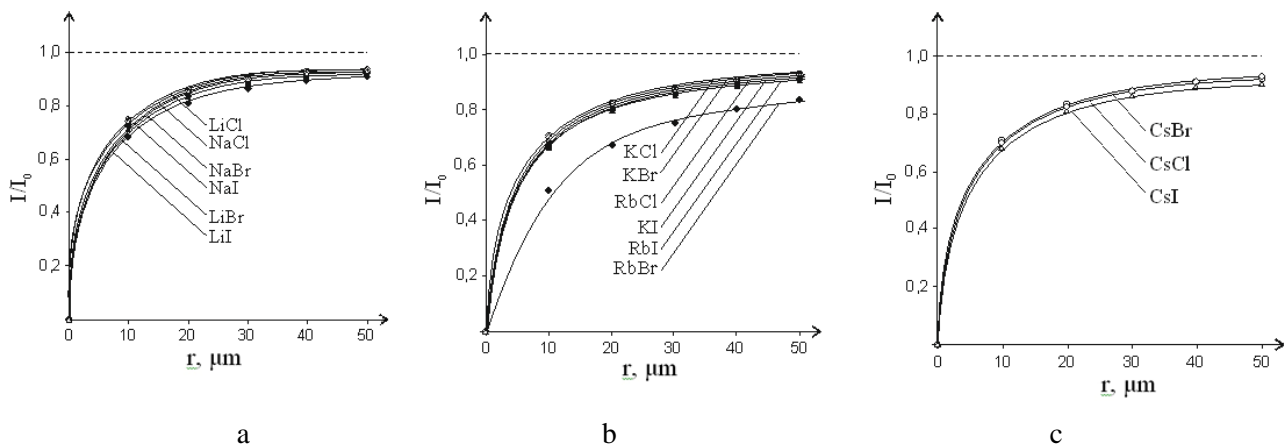 1,0
0.8
0.6
0.4
0,2
0
10
20
30
40
50
I/I₀
r, μm
LiCl
NaCl
NaBr
NaI
LiBr
LiI
a
1,0
0.8
0.6
0.4
0,2
0
10
20
30
40
50
I/I₀
r, μm
KCl
KBr
RbCl
KI
RbI
RbBr
b
1,0
0.8
0.6
0.4
0,2
0
10
20
30
40
50
I/I₀
r, μm
CsBr
CsCl
CsI
c